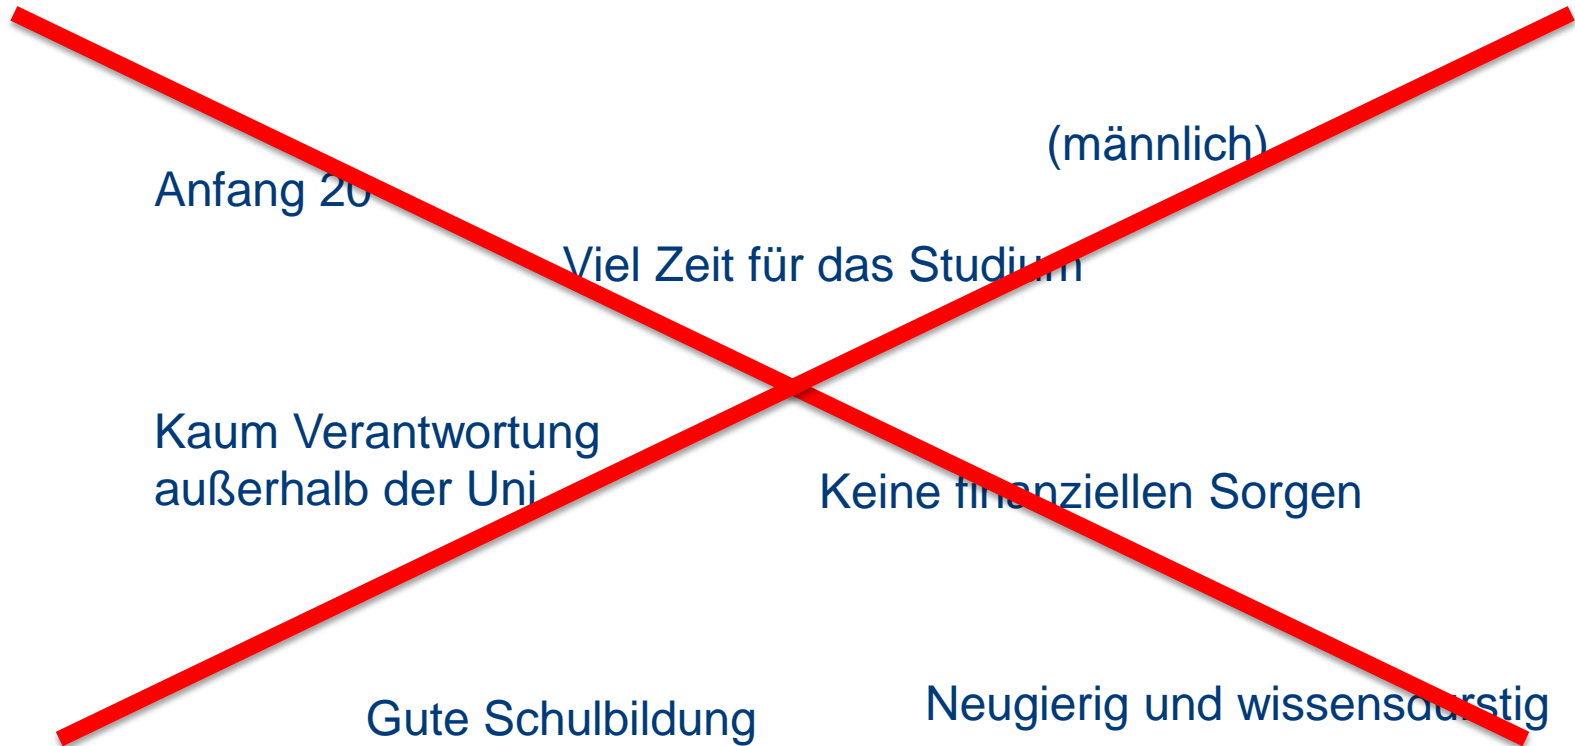 (männlich)
Anfang 20
Viel Zeit für das Studium
Kaum Verantwortung
außerhalb der Uni
Keine finanziellen Sorgen
Neugierig und wissensdurstig
Gute Schulbildung